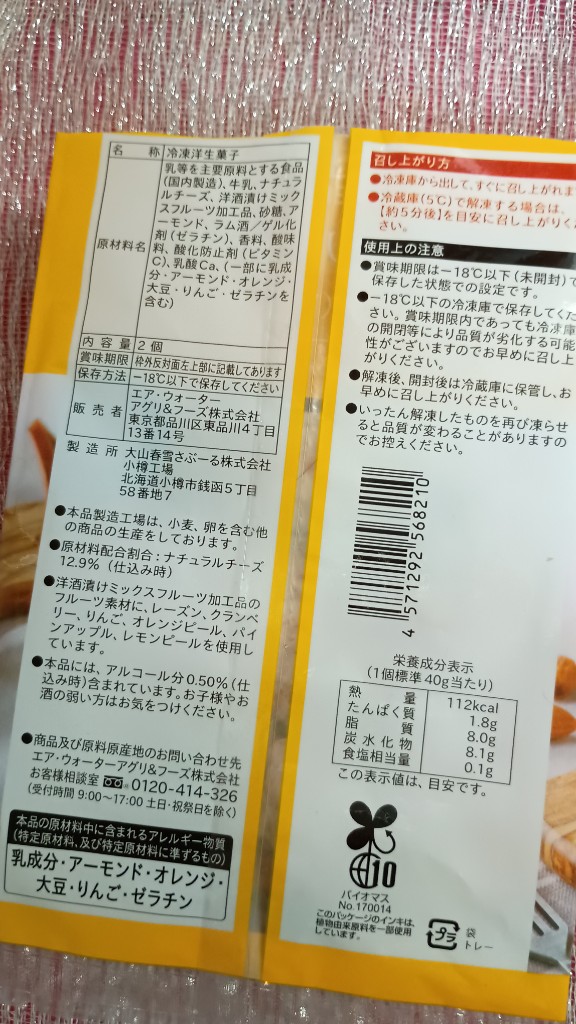 名 称 冷凍洋生菓子
原材料名
乳等を主要原料とする食品
(国内製造)、牛乳、ナチュラ
ルチーズ、洋酒漬けミック
スフルーツ加工品、砂糖、ア
ーモンド、ラム酒/ゲル化
剤(ゼラチン)、香料、酸味
料、酸化防止剤(ビタミン
C)、乳酸Ca、(一部に乳成
分・アーモンド・オレンジ・
大豆・りんご・ゼラチンを
含む)
内容量 2個
賞味期限 枠外反対面左上部に記載してあります
保存方法 -18℃以下で保存してください
販売者
エア・ウォーター
アグリ&フーズ株式会社
東京都品川区東品川4丁目
13番14号
製造所 大山春雪さぶーる株式会社
小樽工場
北海道小樽市銭函5丁目
58番地7
●本品製造工場は、小麦、卵を含む他
の商品の生産をしております。
●原材料配合割合:ナチュラルチーズ
12.9% (仕込み時)
●洋酒漬けミックスフルーツ加工品の
フルーツ素材に、レーズン、クランベ
リー、りんご、オレンジピール、パイ
ンアップル、レモンピールを使用し
ています。
●本品には、アルコール分0.50%(仕
込み時)含まれています。お子様やお
酒の弱い方はお気をつけください。
●商品及び原料原産地のお問い合わせ先
エア・ウォーターアグリ&フーズ株式会社
お客様相談室 0120-414-326
(受付時間 9:00~17:00 土日・祝祭日を除く)
本品の原材料中に含まれるアレルギー物質
(特定原材料、及び特定原材料に準ずるもの)
乳成分・アーモンド・オレンジ・
大豆・りんご・ゼラチン
召し上がり方
●冷凍庫から出して、すぐに召し上がれま
●冷蔵庫(5℃)で解凍する場合は、
【約5分後】を目安に召し上がりく
さい。
使用上の注意
●賞味期限は-18℃以下(未開封)で
保存した状態での設定です。
●-18℃以下の冷凍庫で保存してくだ
さい。賞味期限内であっても冷凍庫
の開閉等により品質が劣化する可能
性がございますのでお早めに召し上
がりください。
●解凍後、開封後は冷蔵庫に保管し、お
早めに召し上がりください。
●いったん解凍したものを再び凍らせ
ると品質が変わることがありますの
でお控えください。
4 571292 568210
栄養成分表示
(1個標準40g当たり)
熱量 112kcal
たんぱく質 1.8g
脂質 8.0g
炭水化物 8.1g
食塩相当量 0.1g
この表示値は、目安です。
10
バイオマス
No.170014
このパッケージのインキは、
植物由来原料を一部使用
しています。
プラ
袋
トレー